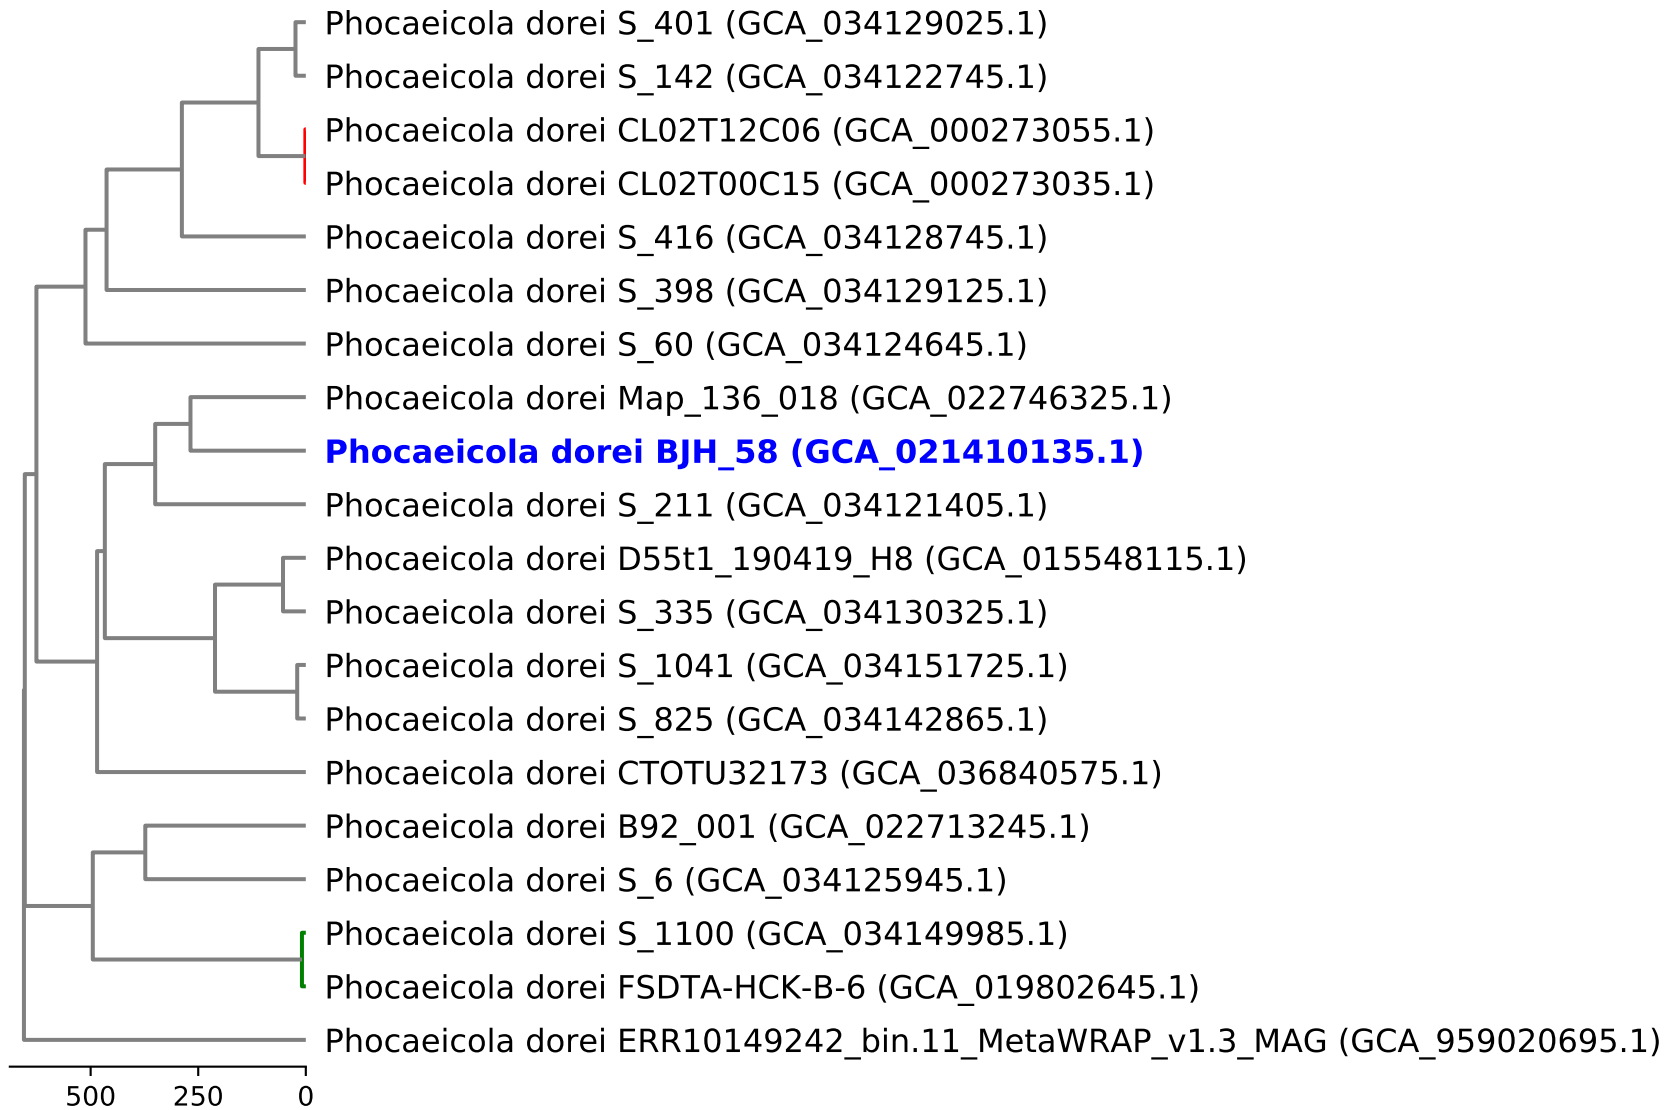 Phocaeicola dorei S_401 (GCA_034129025.1)
Phocaeicola dorei S_142 (GCA_034122745.1)
Phocaeicola dorei CL02T12C06 (GCA_000273055.1)
Phocaeicola dorei CL02T00C15 (GCA_000273035.1)
Phocaeicola dorei S_416 (GCA_034128745.1)
Phocaeicola dorei S_398 (GCA_034129125.1)
Phocaeicola dorei S_60 (GCA_034124645.1)
Phocaeicola dorei Map_136_018 (GCA_022746325.1)
Phocaeicola dorei BJH_58 (GCA_021410135.1)
Phocaeicola dorei S_211 (GCA_034121405.1)
Phocaeicola dorei D55t1_190419_H8 (GCA_015548115.1)
Phocaeicola dorei S_335 (GCA_034130325.1)
Phocaeicola dorei S_1041 (GCA_034151725.1)
Phocaeicola dorei S_825 (GCA_034142865.1)
Phocaeicola dorei CTOTU32173 (GCA_036840575.1)
Phocaeicola dorei B92_001 (GCA_022713245.1)
Phocaeicola dorei S_6 (GCA_034125945.1)
Phocaeicola dorei S_1100 (GCA_034149985.1)
Phocaeicola dorei FSDTA-HCK-B-6 (GCA_019802645.1)
Phocaeicola dorei ERR10149242_bin.11_MetaWRAP_v1.3_MAG (GCA_959020695.1)
500 250 0